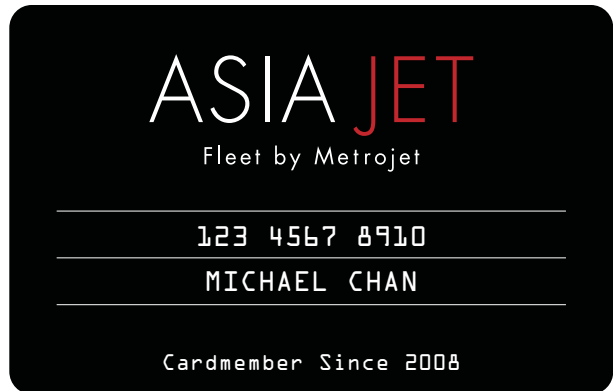 ASIA JET
Fleet by Metrojet
123 4567 8910
MICHAEL CHAN
Cardmember Since 2008